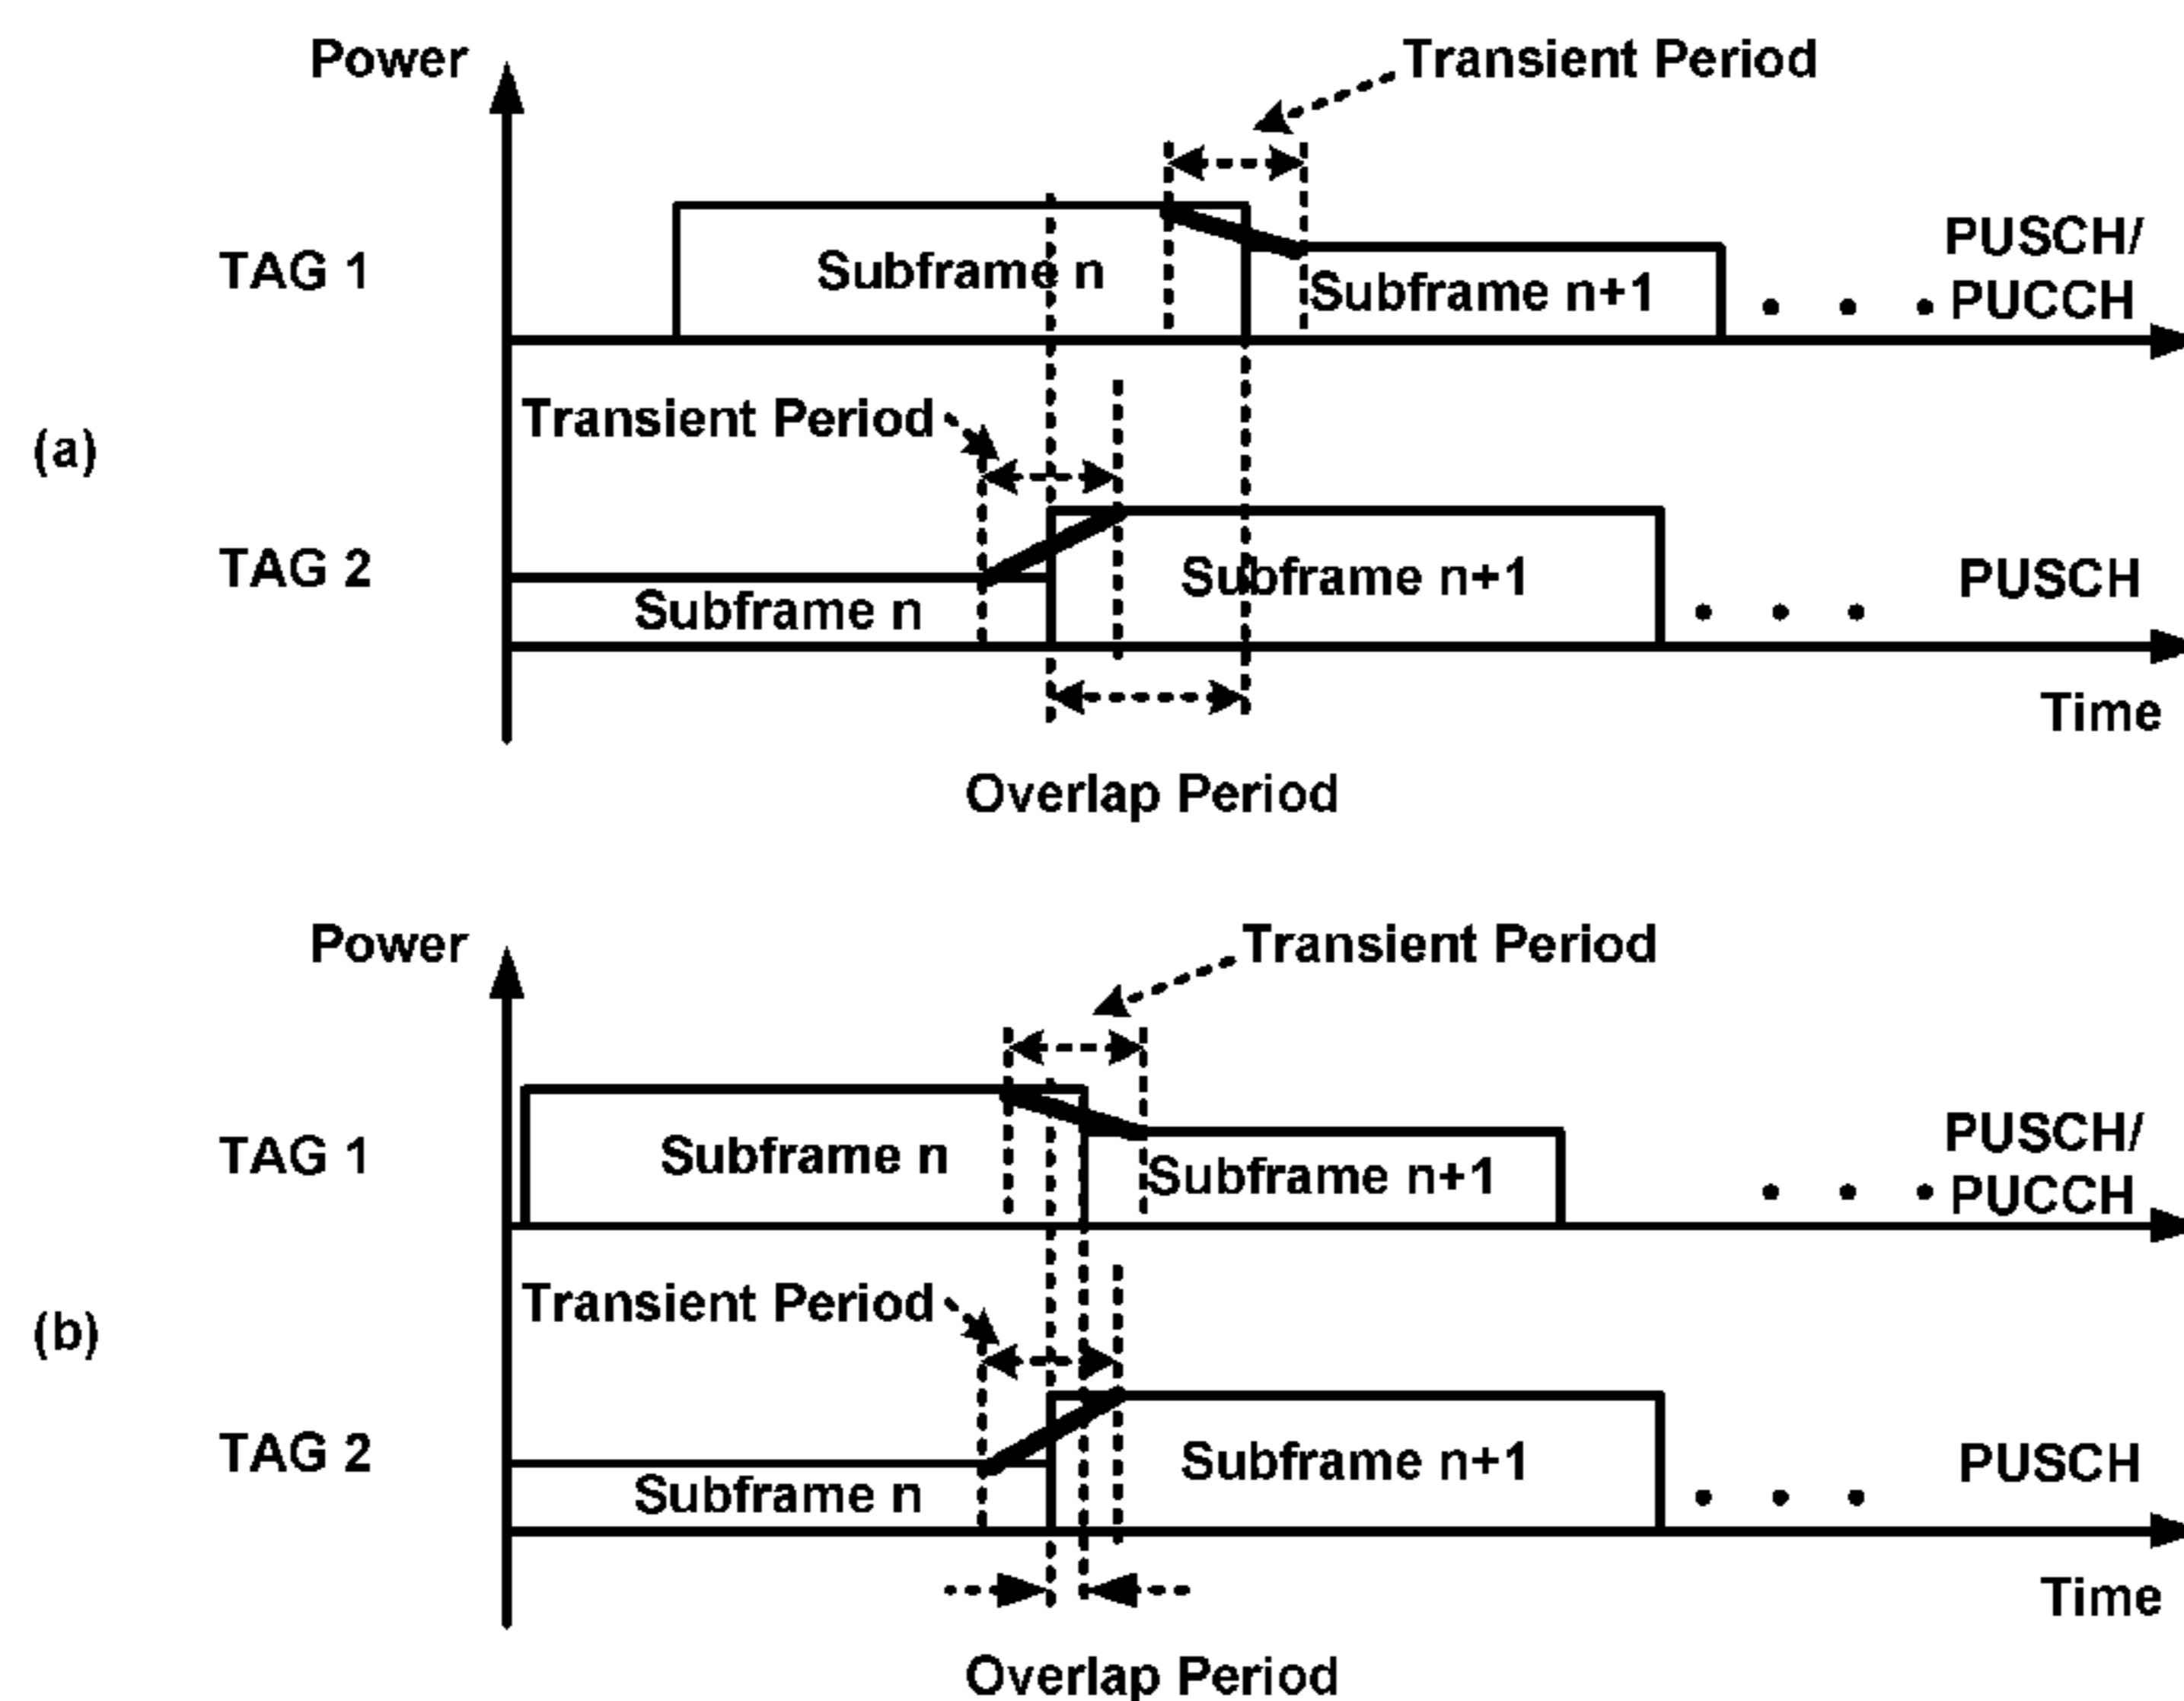 Power
Transient Period
TAG 1
Subframe n
Subframe n+1
PUSCH/
PUCCH
Transient Period
(a)
TAG 2
Subframe n
Subframe n+1
PUSCH
Time
Overlap Period
Power
Transient Period
TAG 1
Subframe n
Subframe n+1
PUSCH/
PUCCH
Transient Period
(b)
TAG 2
Subframe n
Subframe n+1
PUSCH
Time
Overlap Period